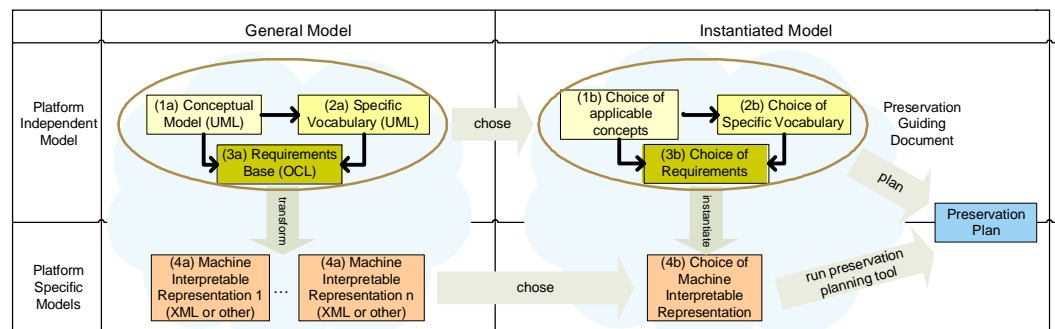 General Model
Instantiated Model
Platform
Independent
Model
(1a) Conceptual
Model (UML)
(2a) Specific
Vocabulary (UML)
(3a) Requirements
Base (OCL)
chose
(1b) Choice of
applicable
concepts
(2b) Choice of
Specific Vocabulary
(3b) Choice of
Requirements
Preservation
Guiding
Document
plan
transform
instantiate
Preservation
Plan
Platform
Specific
Models
(4a) Machine
Interpretable
Representation 1
(XML or other)
...
(4a) Machine
Interpretable
Representation n
(XML or other)
chose
(4b) Choice of
Machine
Interpretable
Representation
run preservation
planning tool